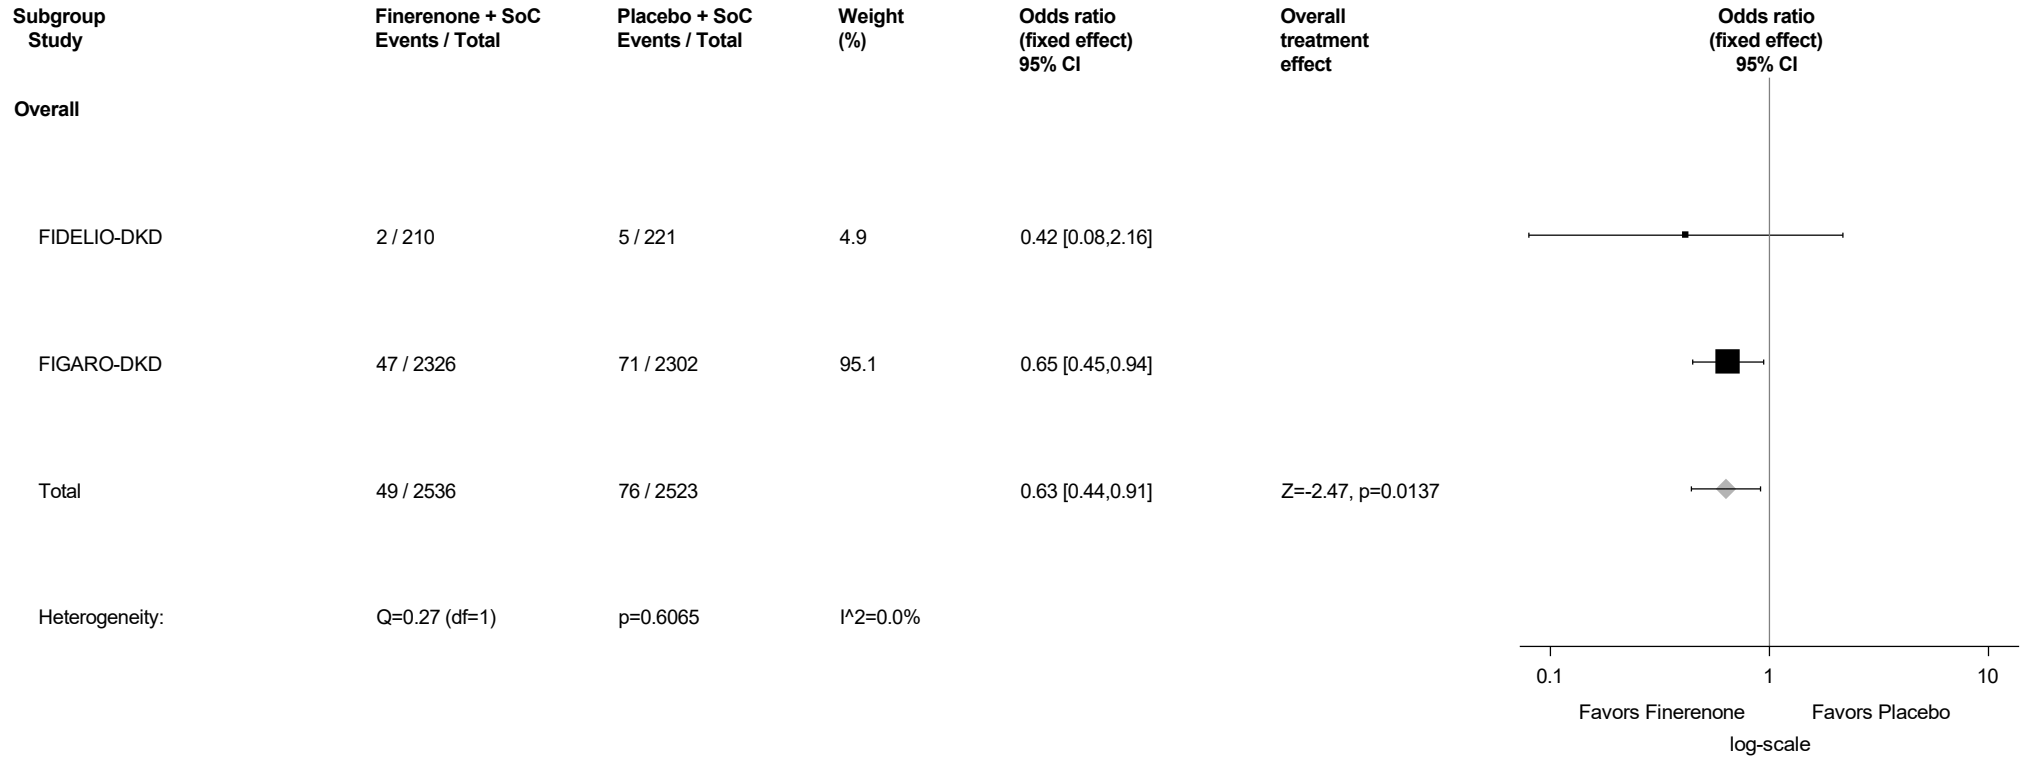 Subgroup Finerenone + SoC Placebo + SoC Weight Odds ratio Overall Odds ratio
Study Events / Total Events / Total (%) (fixed effect) treatment (fixed effect)
95% CI effect 95% CI
Overall
FIDELIO-DKD 2 / 210 5 / 221 4.9 0.42 [0.08,2.16]
FIGARO-DKD 47 / 2326 71 / 2302 95.1 0.65 [0.45,0.94]
Total 49 / 2536 76 / 2523 0.63 [0.44,0.91] Z=-2.47, p=0.0137
Heterogeneity: Q=0.27 (df=1) p=0.6065 I^2=0.0%
0.1 1 10
Favors Finerenone Favors Placebo
log-scale